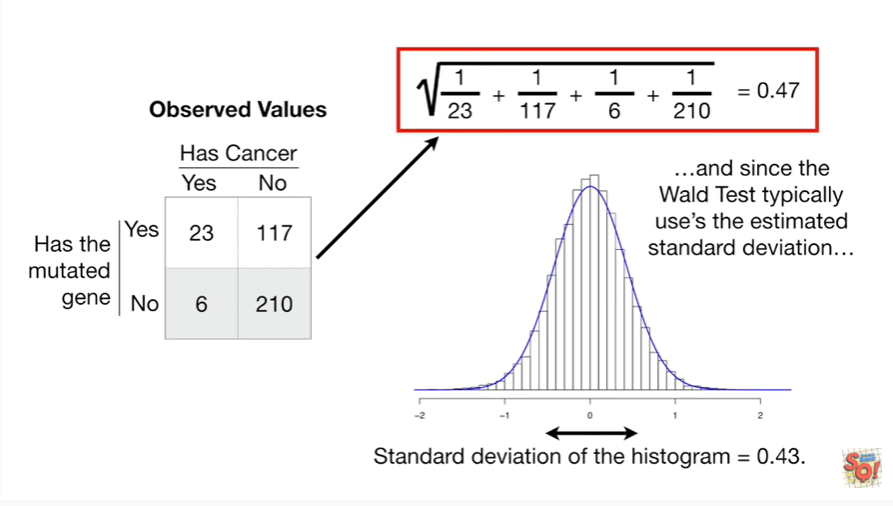 √ 1/23 + 1/117 + 1/6 + 1/210 = 0.47
Observed Values
Has Cancer
Yes No
Has the
mutated
gene
Yes 23 117
No 6 210
…and since the
Wald Test typically
use's the estimated
standard deviation…
−2 −1 0 1 2
Standard deviation of the histogram = 0.43.
SQ!